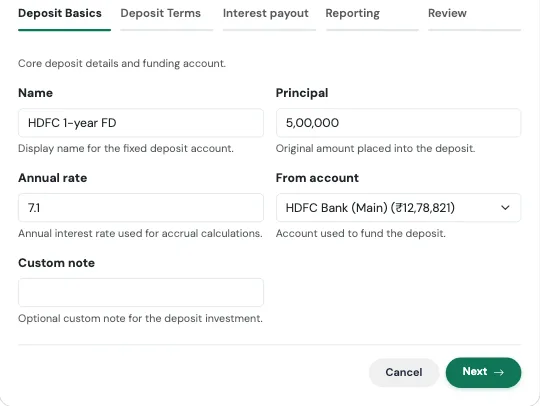 Deposit Basics Deposit Terms Interest payout Reporting Review
Core deposit details and funding account.
Name Principal
HDFC 1-year FD 5,00,000
Display name for the fixed deposit account. Original amount placed into the deposit.
Annual rate From account
7.1 HDFC Bank (Main) (₹12,78,821)
Annual interest rate used for accrual calculations. Account used to fund the deposit.
Custom note
Optional custom note for the deposit investment.
Cancel Next →